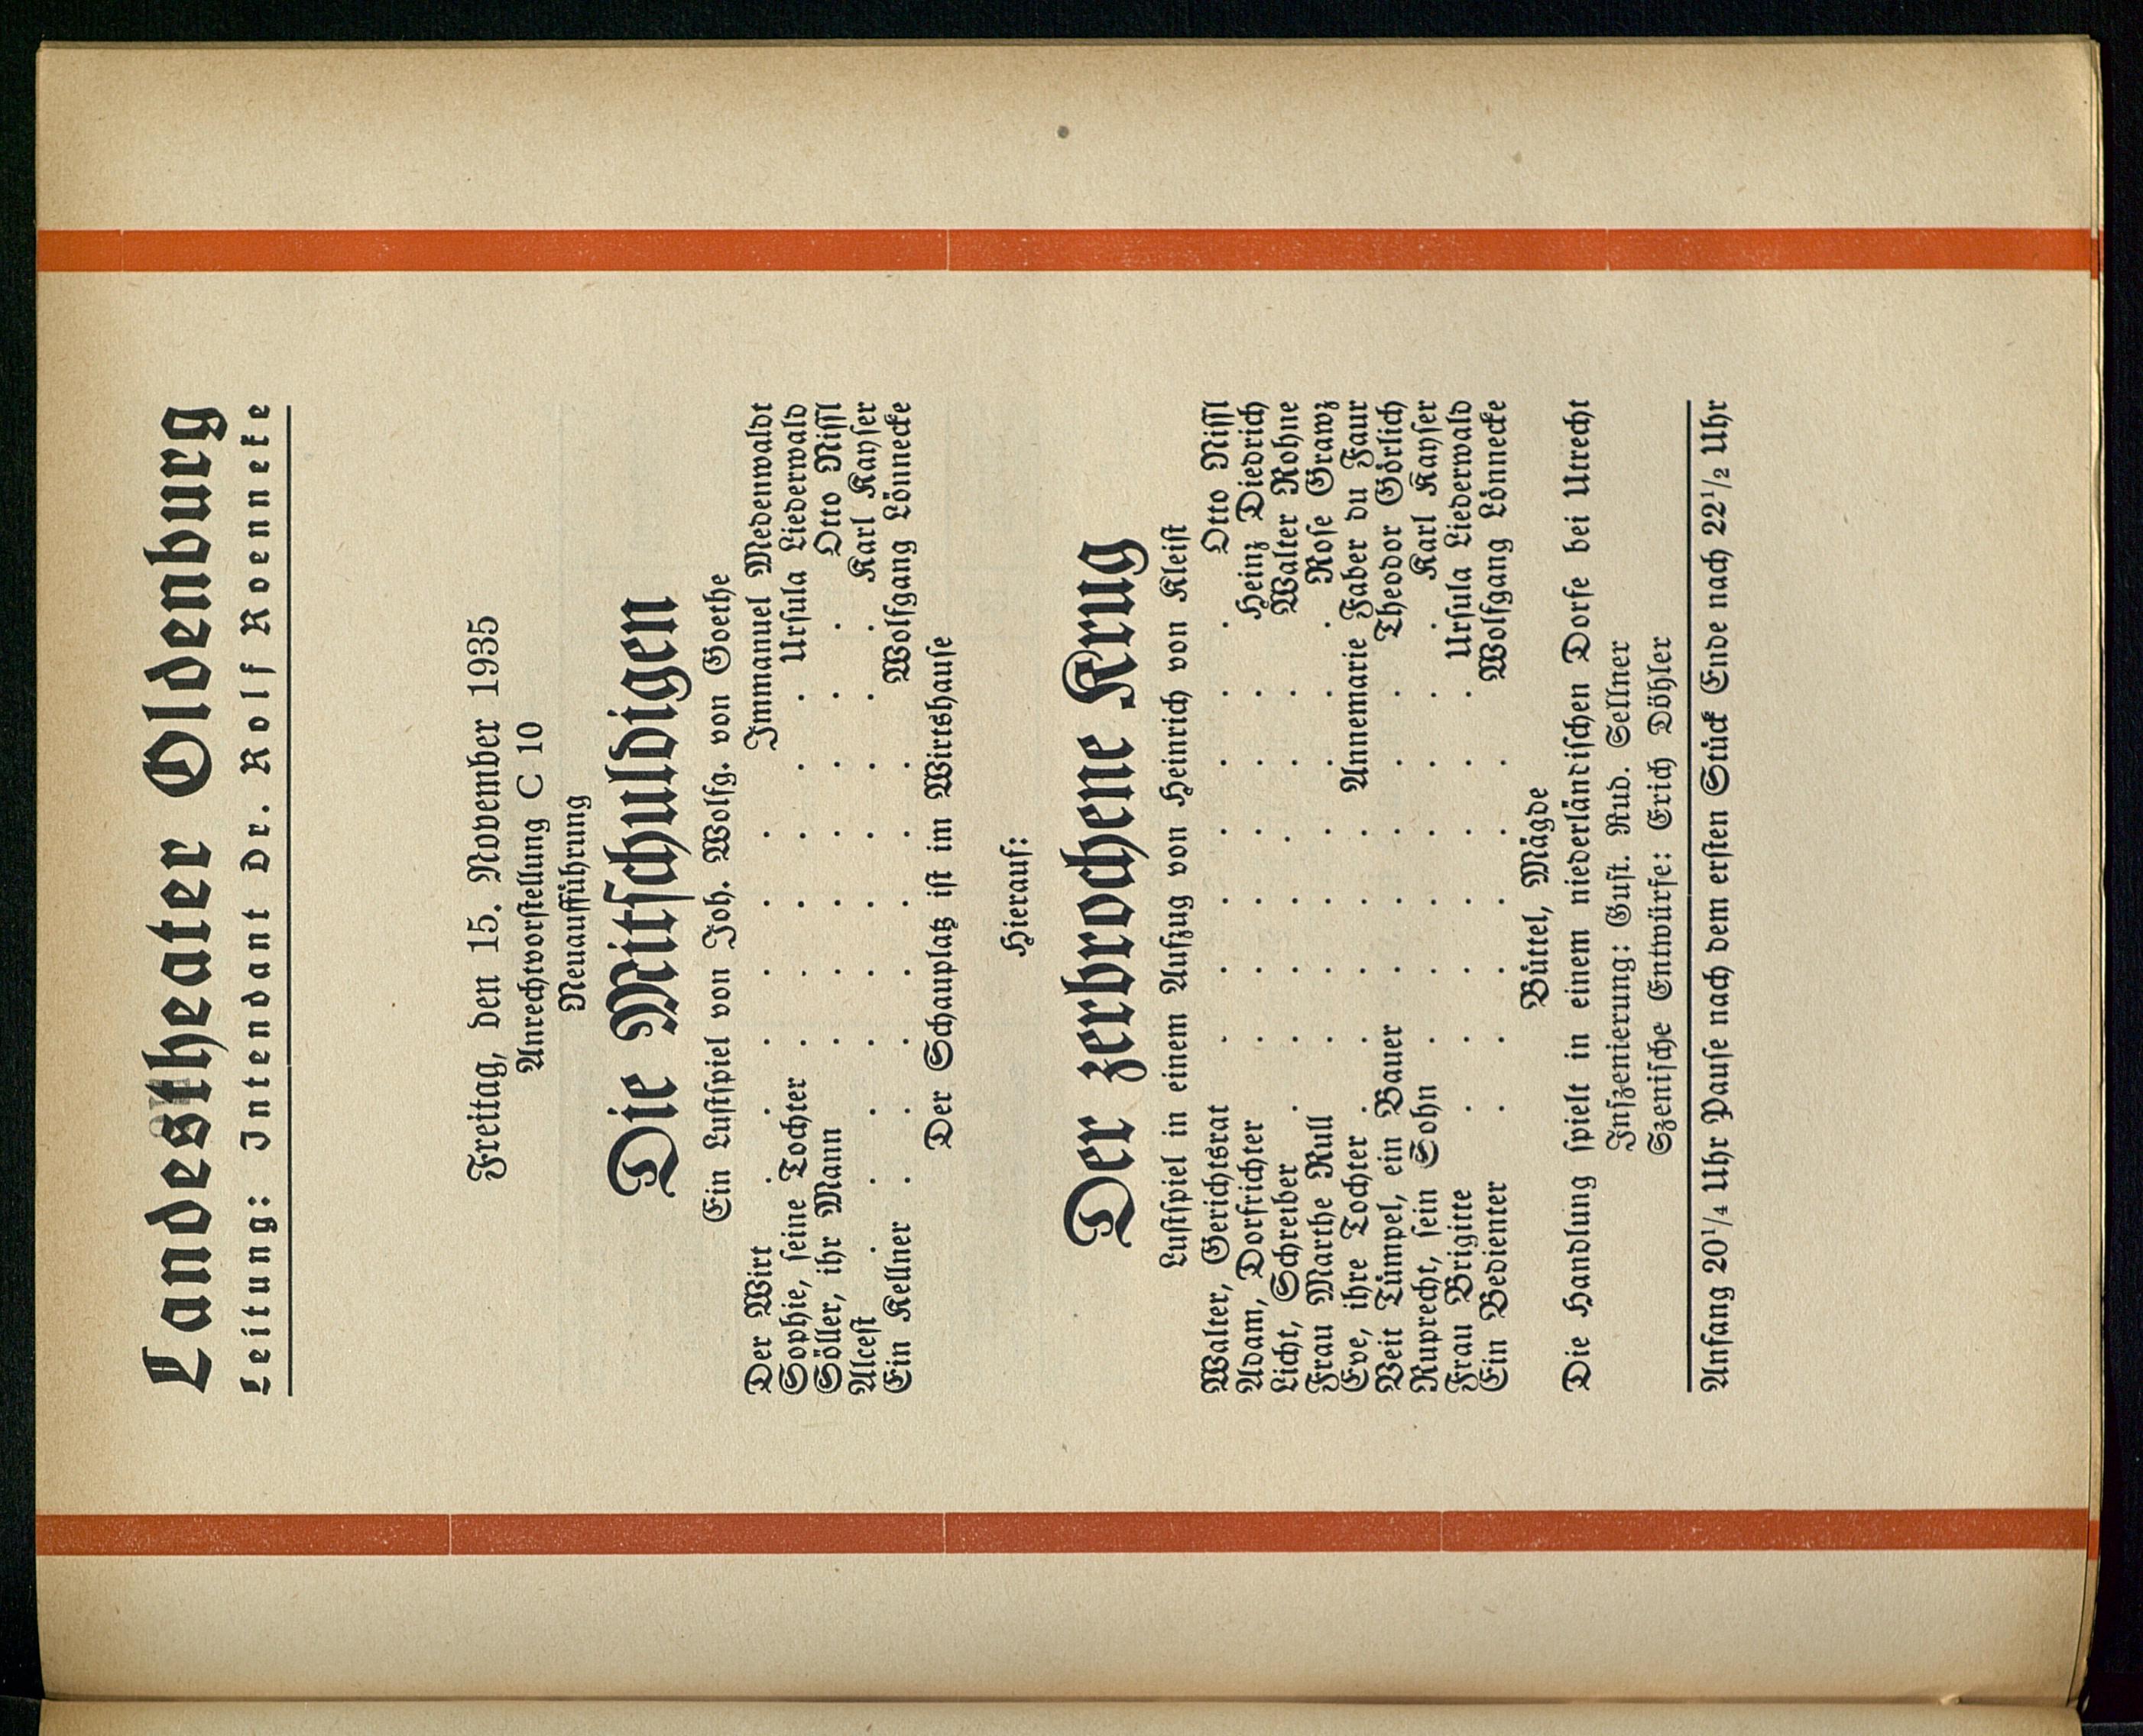 Landestheater Oldenburg
Leitung: Intendant Dr. Rolf Roenneke
Freitag, den 15. November 1935
Anrechtvorstellung C 10
Neuaufführung
Die Mitschuldigen
Ein Lustspiel von Joh. Wolfg. von Goethe
Der Wirt . . . . . . Immanuel Medenwaldt
Sophie, seine Tochter . . . . . . Ursula Liederwald
Söller, ihr Mann . . . . . . . Otto Nissl
Alcest . . . . . . . . . . Karl Kayser
Ein Kellner . . . . . . . Wolfgang Lönnecke
Der Schauplatz ist im Wirtshause
Hierauf:
Der zerbrochene Krug
Lustspiel in einem Aufzug von Heinrich von Kleist
Walter, Gerichtsrat . . . . . . . Otto Nissl
Adam, Dorfrichter . . . . . . Heinz Diedrich
Licht, Schreiber . . . . . . . Walter Rohne
Frau Marthe Rull . . . . . . . Rose Grawz
Eve, ihre Tochter . . . . . Annemarie Faber du Faur
Veit Tümpel, ein Bauer . . . . . Theodor Görlich
Ruprecht, sein Sohn . . . . . . . Karl Kayser
Frau Brigitte . . . . . . . Ursula Liederwald
Ein Bedienter . . . . . . Wolfgang Lönnecke
Büttel, Mägde
Die Handlung spielt in einem niederländischen Dorfe bei Utrecht
Inszenierung: Gust. Rud. Sellner
Szenische Entwürfe: Erich Döhler
Anfang 20¹/₄ Uhr Pause nach dem ersten Stück Ende nach 22¹/₂ Uhr